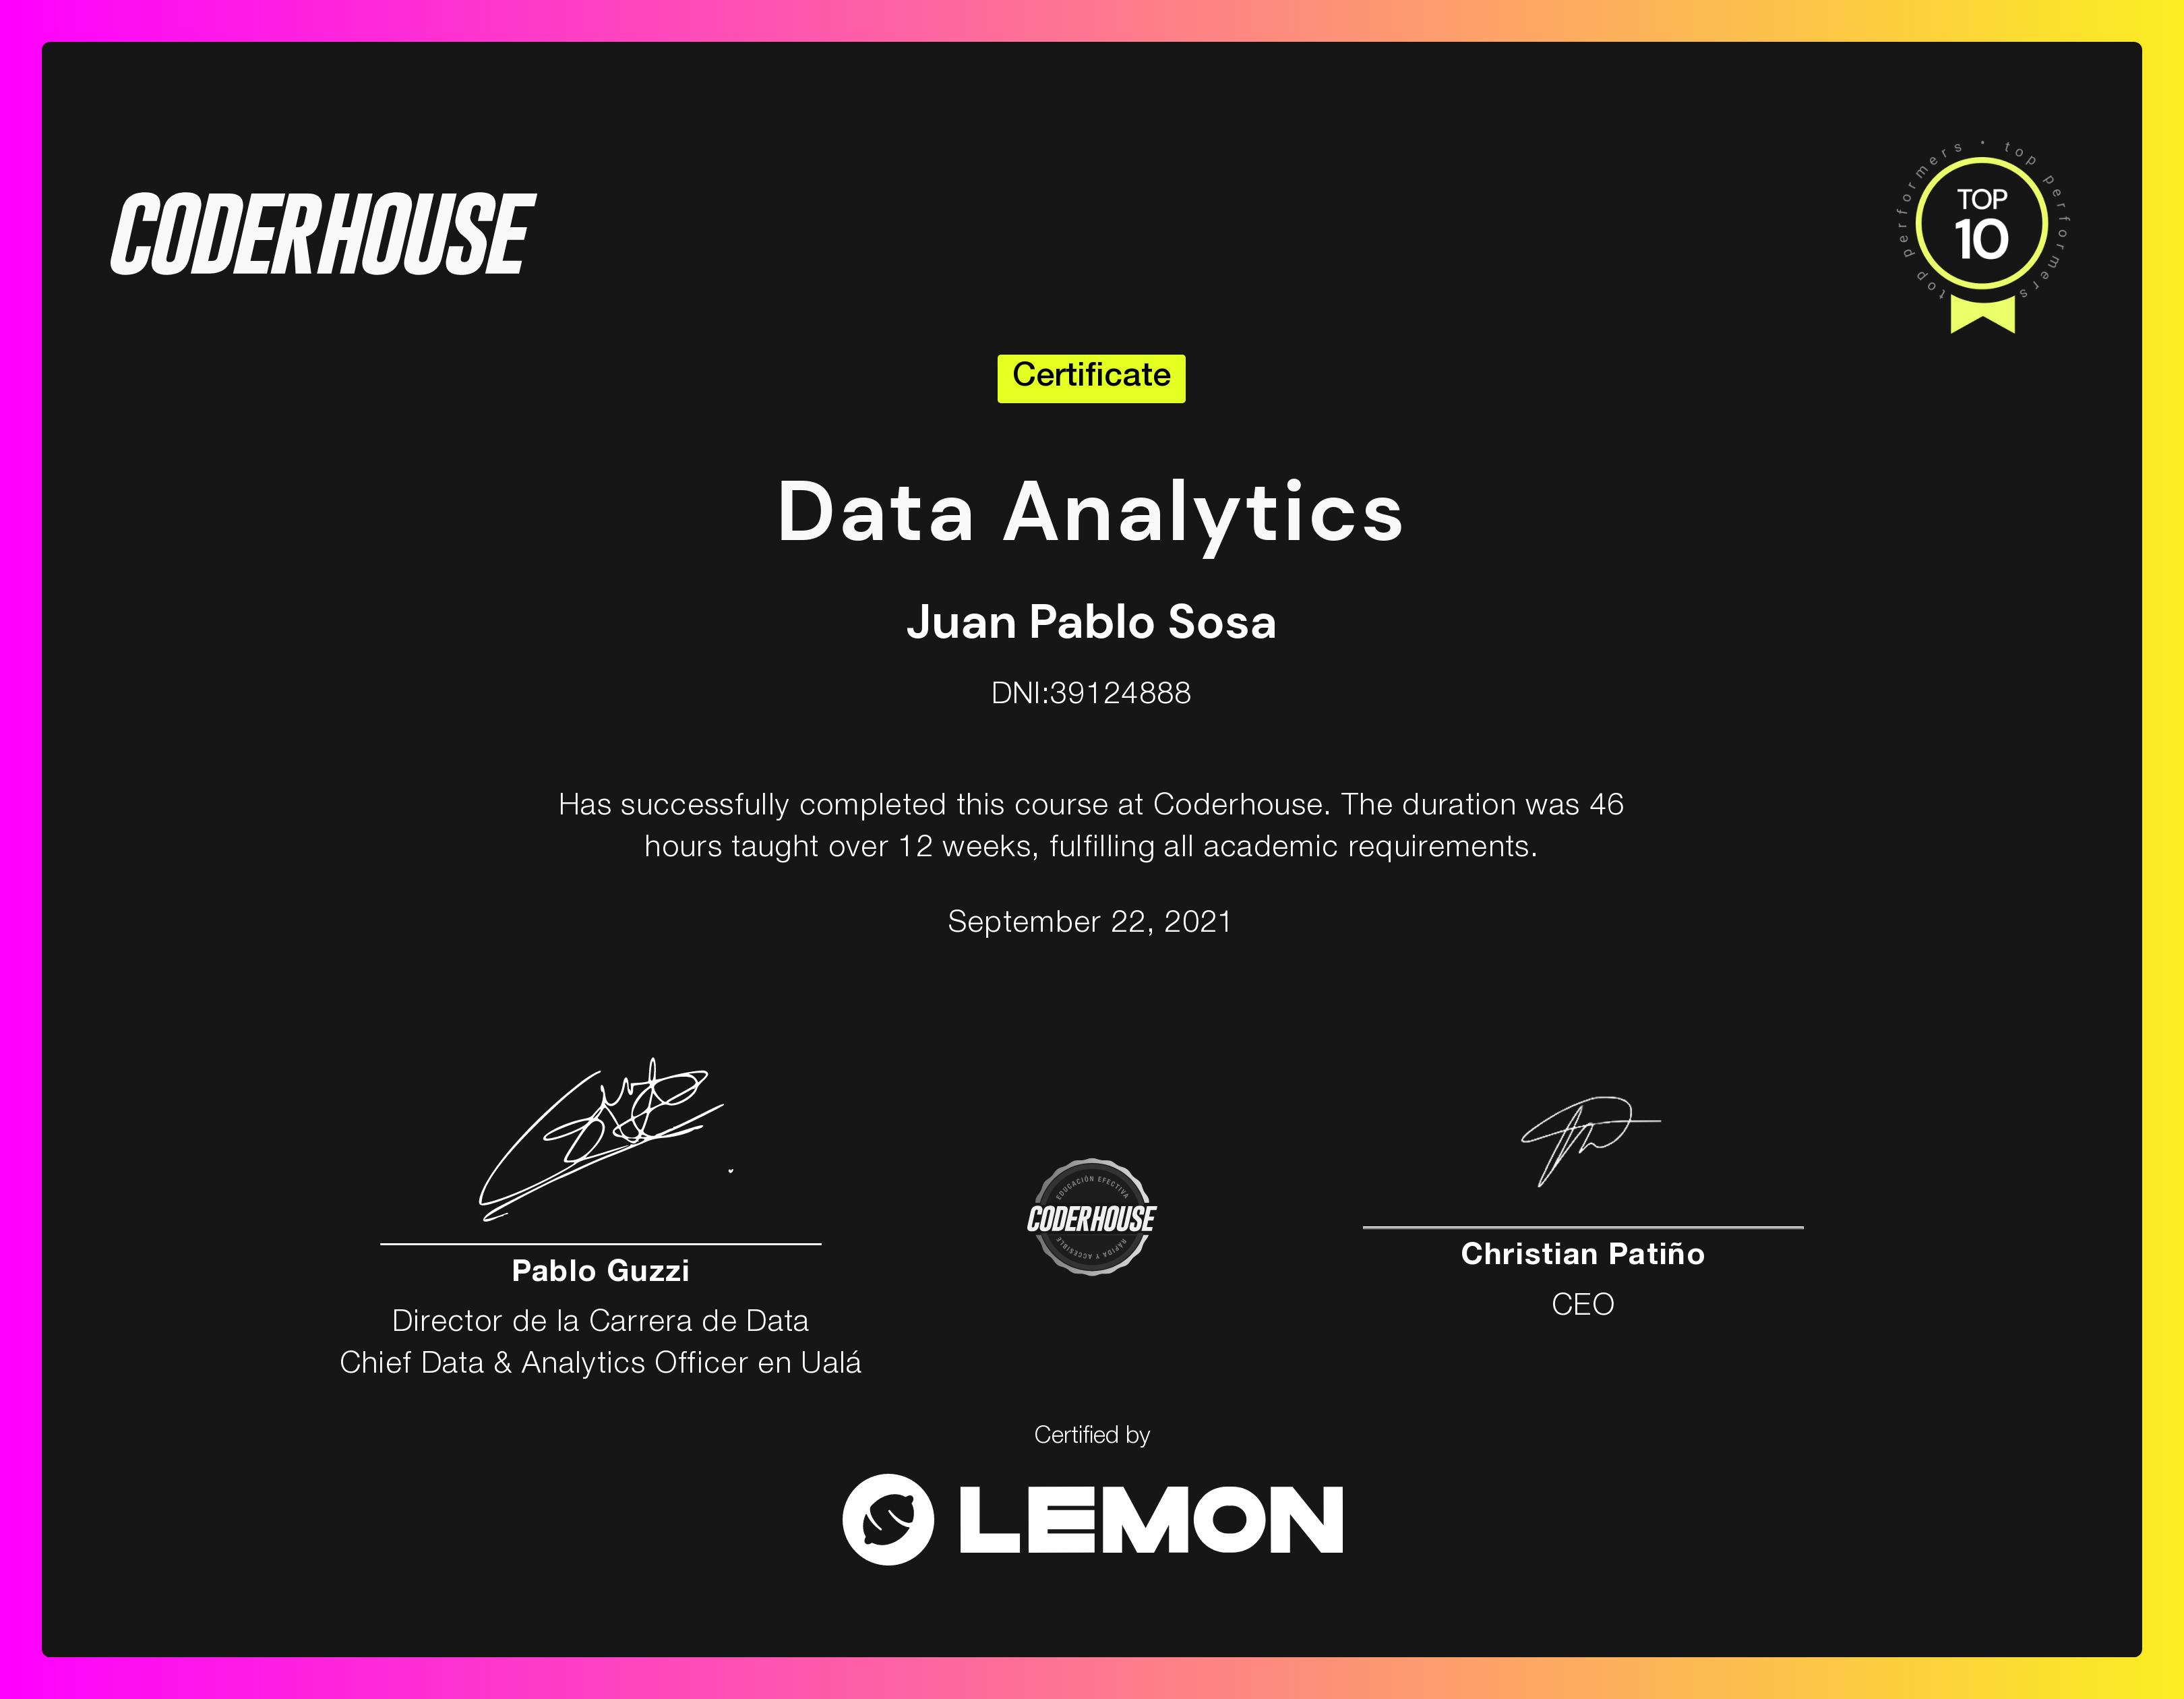 CODERHOUSE
top performers • top performers
TOP
10
Certificate
Data Analytics
Juan Pablo Sosa
DNI:39124888
Has successfully completed this course at Coderhouse. The duration was 46
hours taught over 12 weeks, fulfilling all academic requirements.
September 22, 2021
Pablo Guzzi
Director de la Carrera de Data
Chief Data & Analytics Officer en Ualá
EDUCACIÓN EFECTIVA
CODERHOUSE
RÁPIDA Y ACCESIBLE
Christian Patiño
CEO
Certified by
LEMON